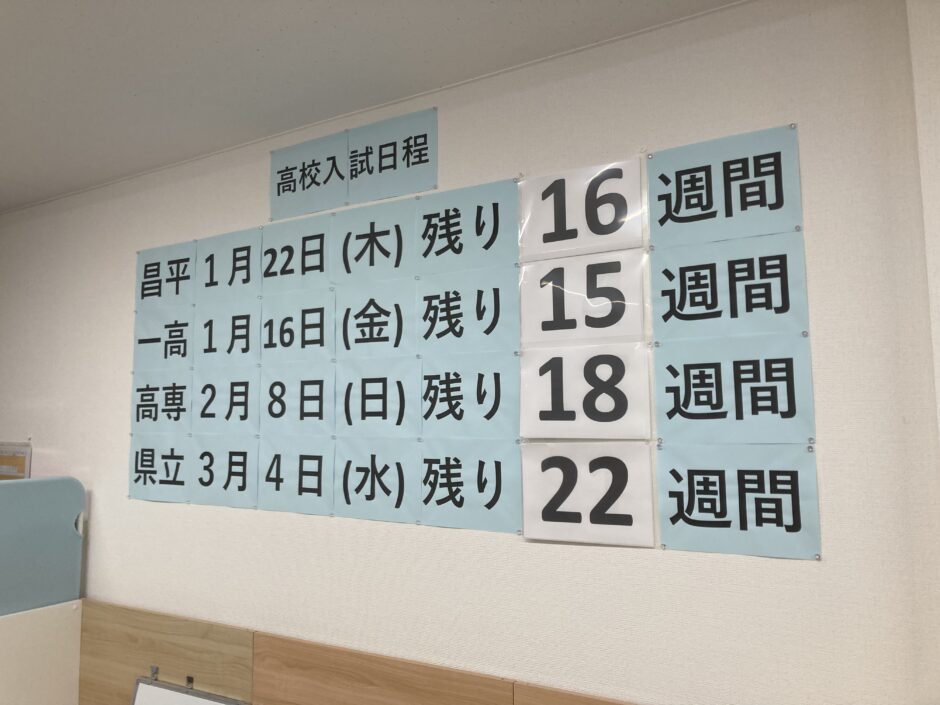 高校入試日程
昌平 1月 22日 (木) 残り 16 週間
一高 1月 16日 (金) 残り 15 週間
高専 2月 8日 (日) 残り 18 週間
県立 3月 4日 (水) 残り 22 週間